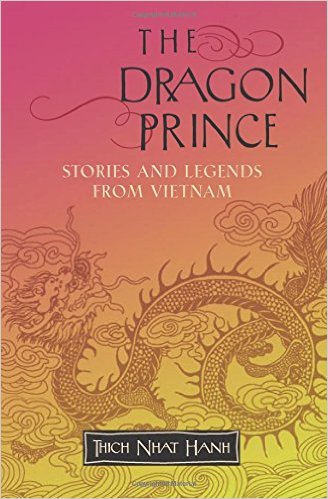 THE
DRAGON
PRINCE
STORIES AND LEGENDS
FROM VIETNAM
THICH NHAT HANH